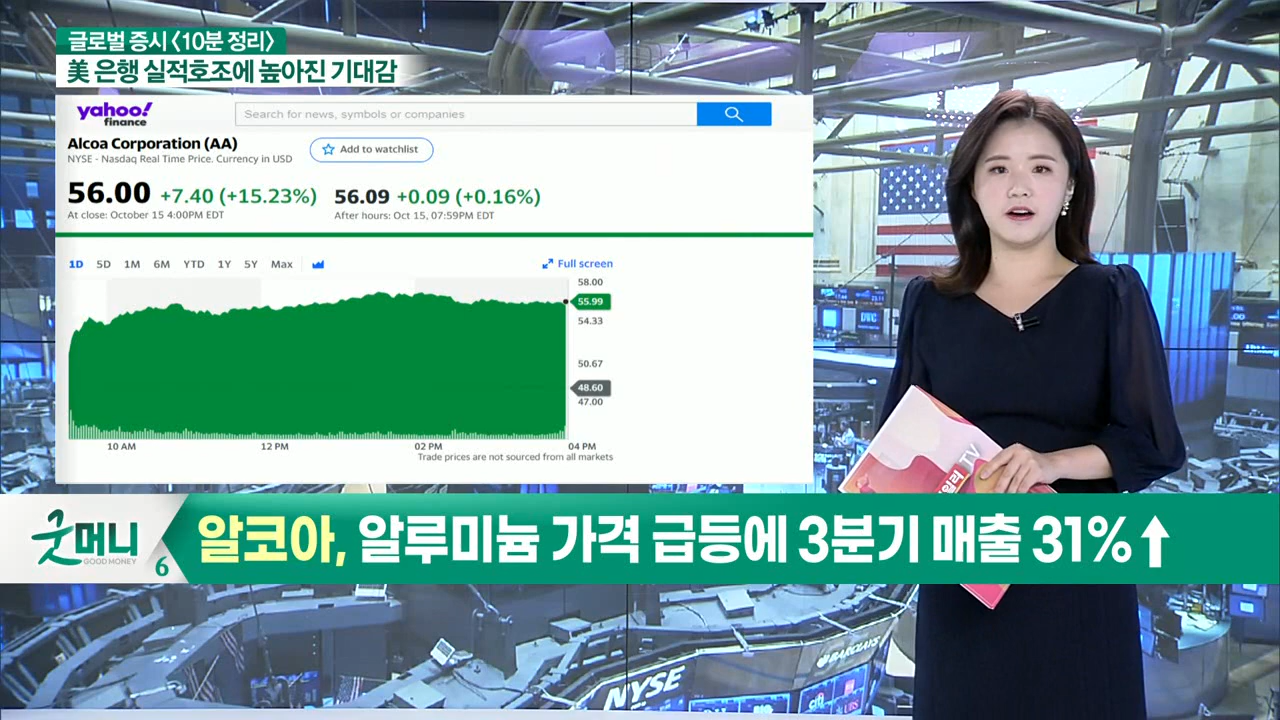 글로벌 증시 <10분 정리>
美 은행 실적호조에 높아진 기대감
yahoo!
finance
Search for news, symbols or companies
Alcoa Corporation (AA)
NYSE - Nasdaq Real Time Price. Currency in USD
Add to watchlist
56.00 +7.40 (+15.23%)
At close: October 15 4:00PM EDT
56.09 +0.09 (+0.16%)
After hours: Oct 15, 07:59PM EDT
1D 5D 1M 6M YTD 1Y 5Y Max
Full screen
58.00
55.99
54.33
50.67
48.60
47.00
10 AM 12 PM 02 PM 04 PM
Trade prices are not sourced from all markets
굿머니
GOOD MONEY
6
알코아, 알루미늄 가격 급등에 3분기 매출 31%↑
TV
NYSE
BARCLAYS
citi
UBS